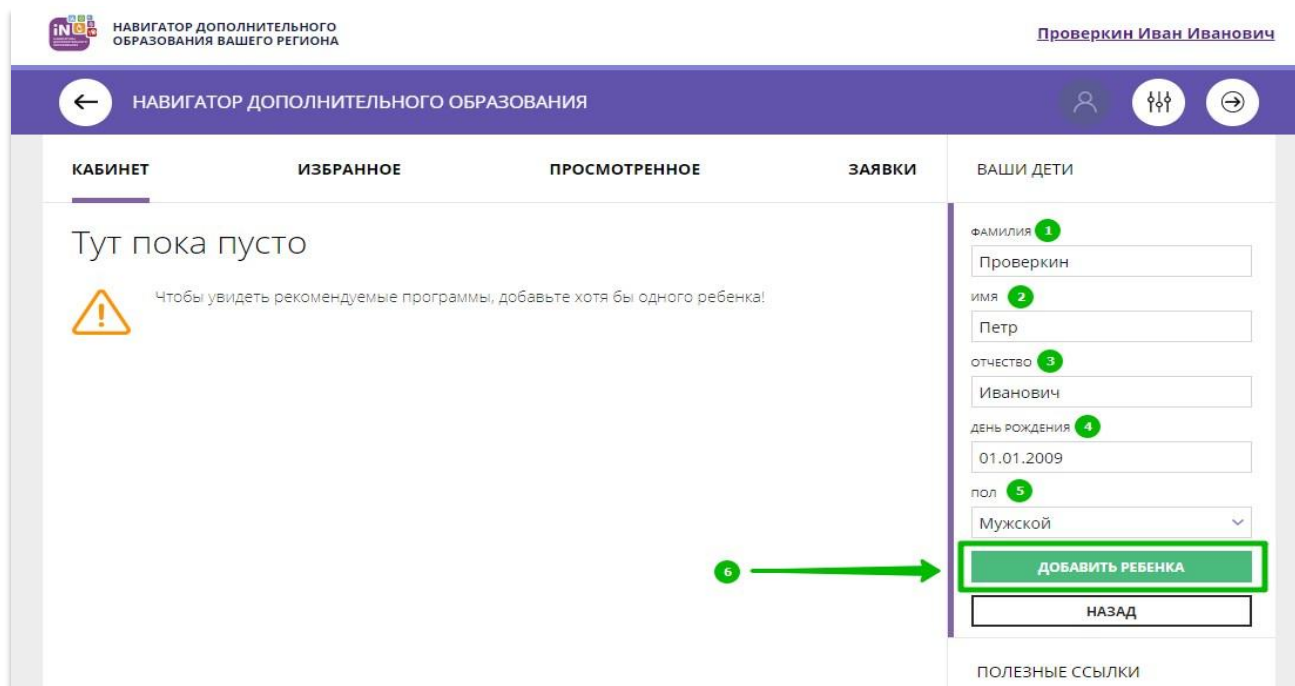 НАВИГАТОР ДОПОЛНИТЕЛЬНОГО
ОБРАЗОВАНИЯ ВАШЕГО РЕГИОНА
Проверкин Иван Иванович
НАВИГАТОР ДОПОЛНИТЕЛЬНОГО ОБРАЗОВАНИЯ
КАБИНЕТ ИЗБРАННОЕ ПРОСМОТРЕННОЕ ЗАЯВКИ
Тут пока пусто
Чтобы увидеть рекомендуемые программы, добавьте хотя бы одного ребенка!
ВАШИ ДЕТИ
ФАМИЛИЯ 1
Проверкин
ИМЯ 2
Петр
ОТЧЕСТВО 3
Иванович
ДЕНЬ РОЖДЕНИЯ 4
01.01.2009
ПОЛ 5
Мужской
6
ДОБАВИТЬ РЕБЕНКА
НАЗАД
ПОЛЕЗНЫЕ ССЫЛКИ